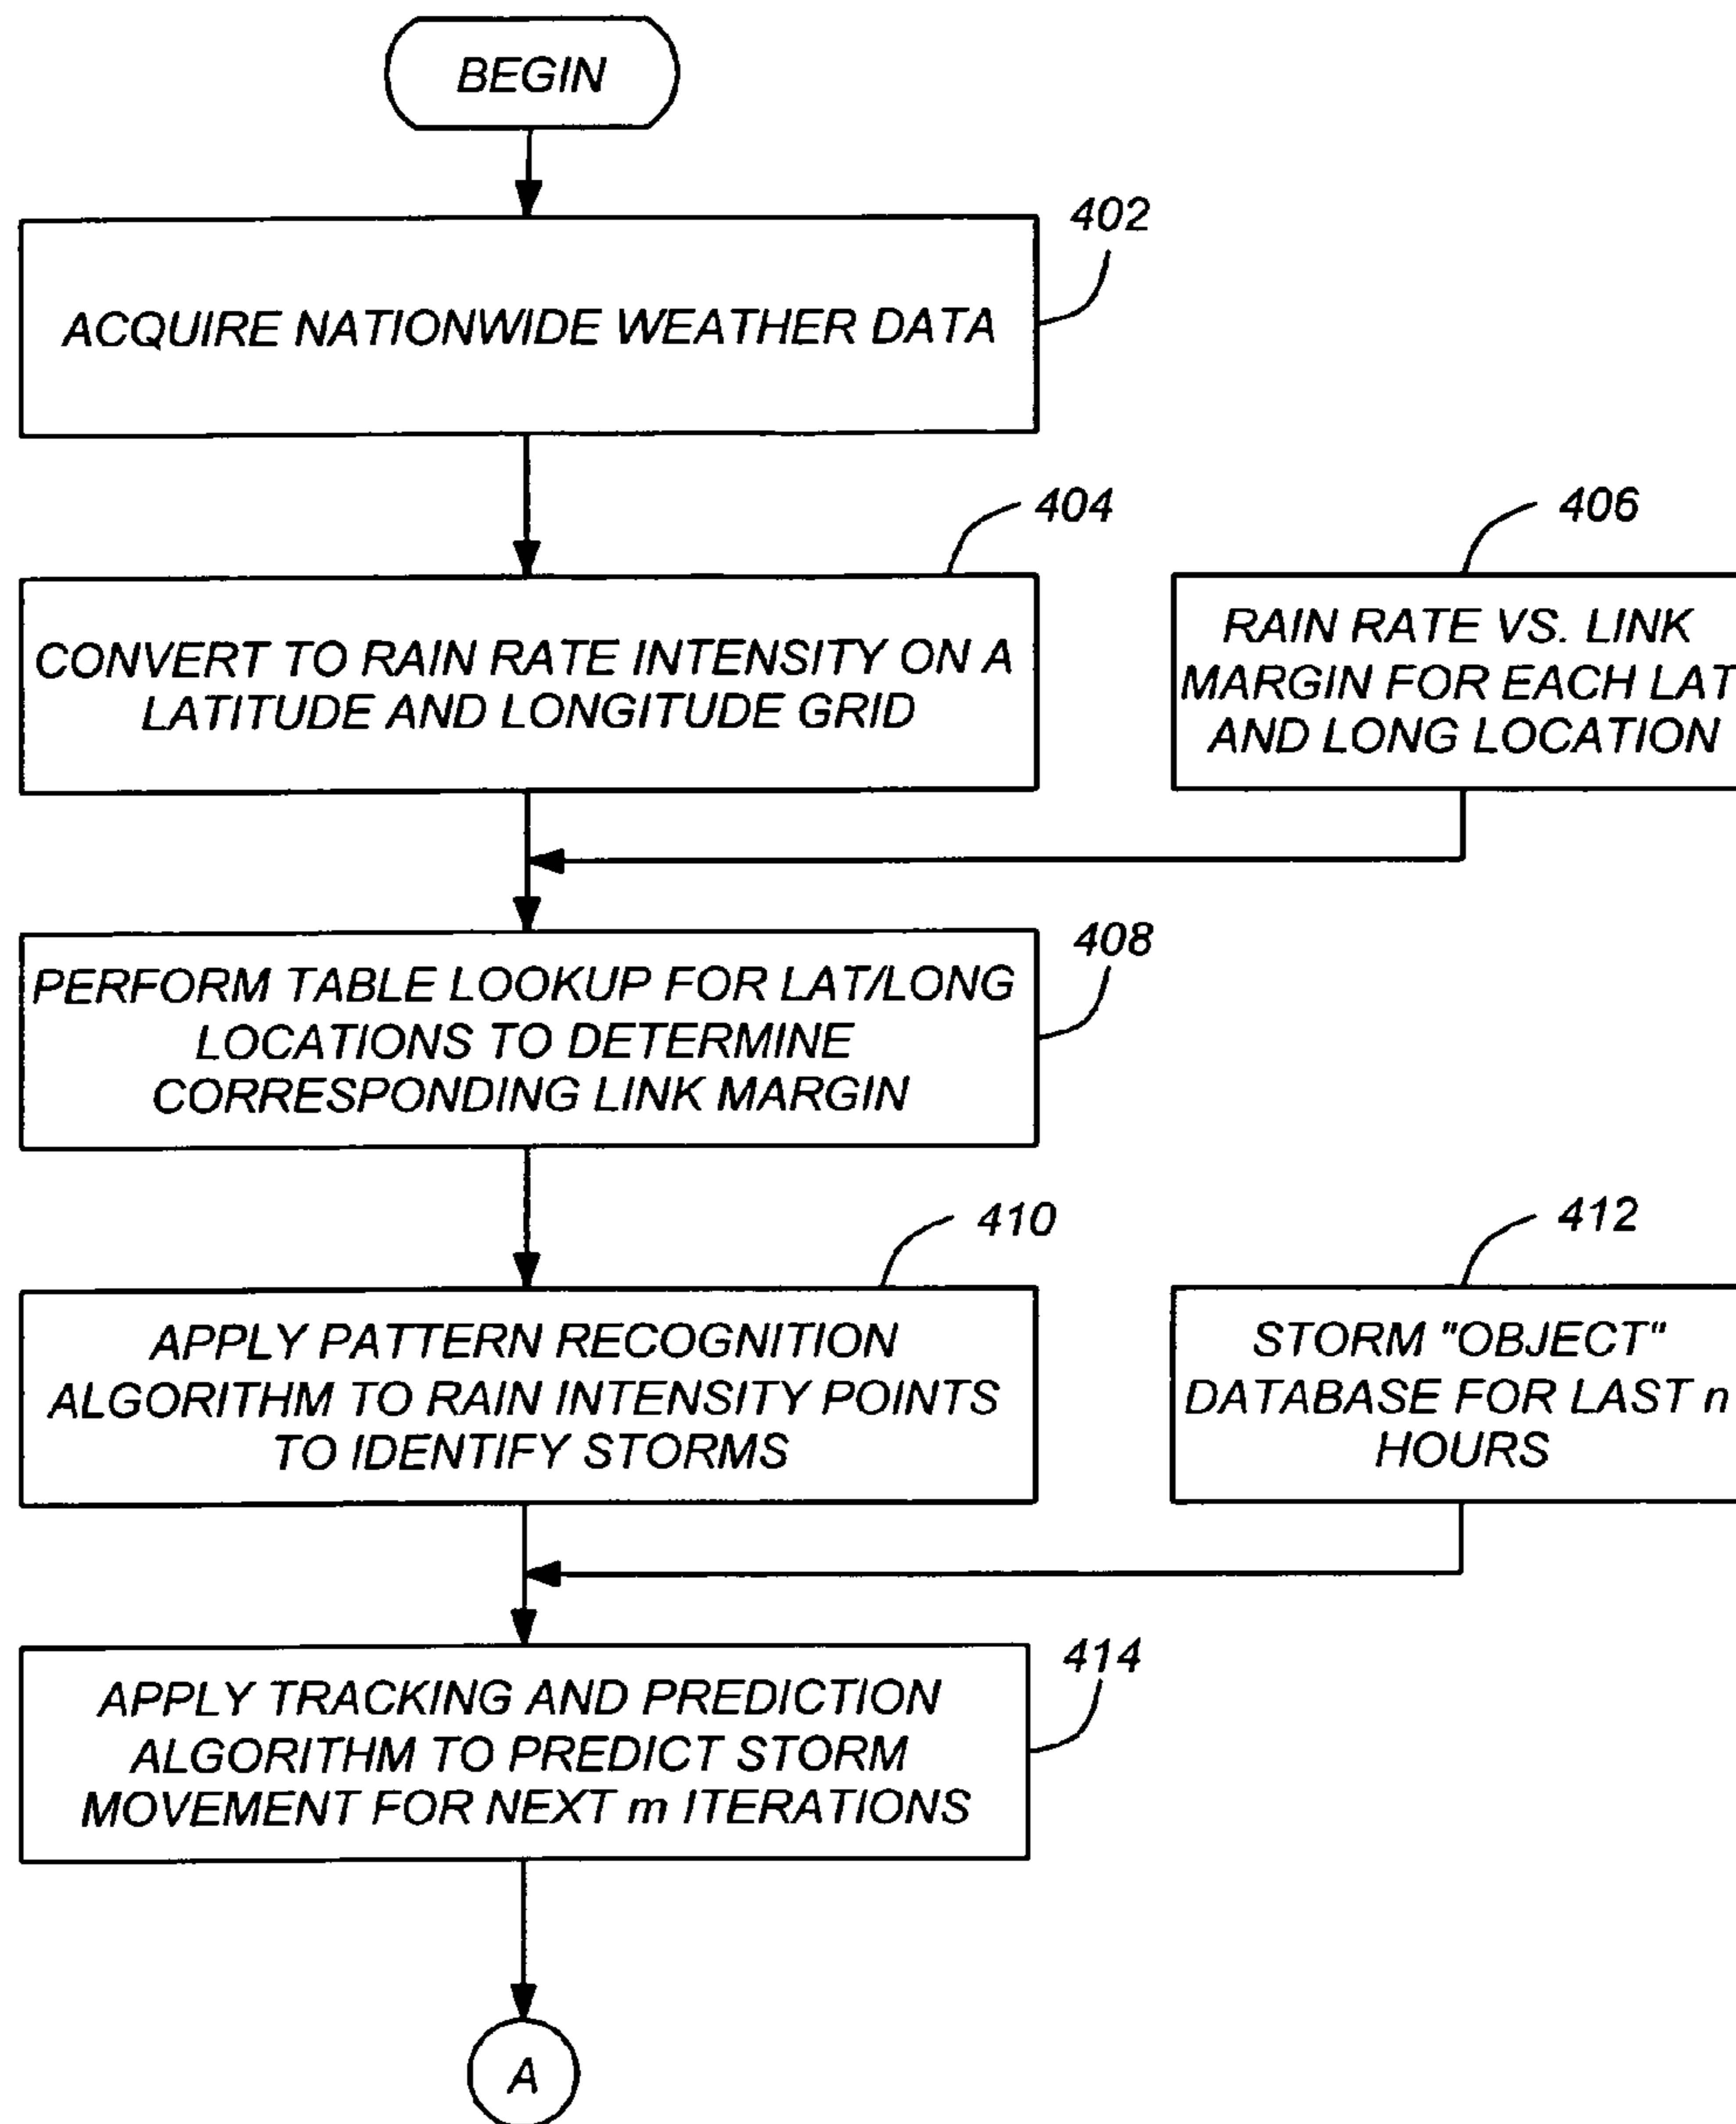 BEGIN
402
ACQUIRE NATIONWIDE WEATHER DATA
404
406
CONVERT TO RAIN RATE INTENSITY ON A
LATITUDE AND LONGITUDE GRID
RAIN RATE VS. LINK
MARGIN FOR EACH LAT
AND LONG LOCATION
408
PERFORM TABLE LOOKUP FOR LAT/LONG
LOCATIONS TO DETERMINE
CORRESPONDING LINK MARGIN
410
412
APPLY PATTERN RECOGNITION
ALGORITHM TO RAIN INTENSITY POINTS
TO IDENTIFY STORMS
STORM "OBJECT"
DATABASE FOR LAST n
HOURS
414
APPLY TRACKING AND PREDICTION
ALGORITHM TO PREDICT STORM
MOVEMENT FOR NEXT m ITERATIONS
A